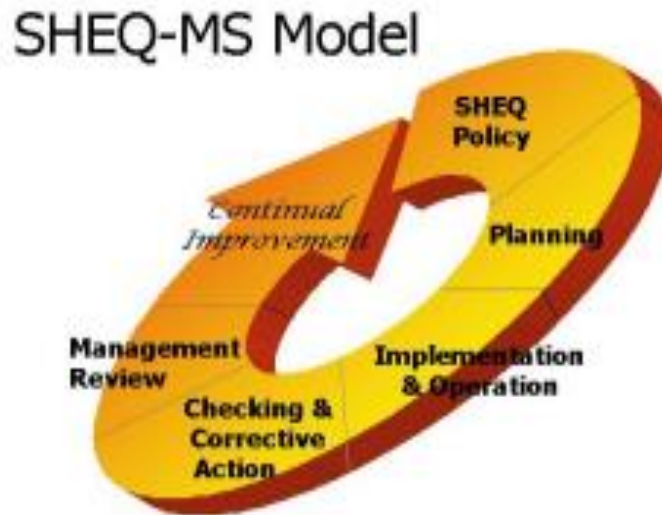 SHEQ-MS Model
SHEQ
Policy
Planning
Implementation
& Operation
Checking &
Corrective
Action
Management
Review
Continual
Improvement